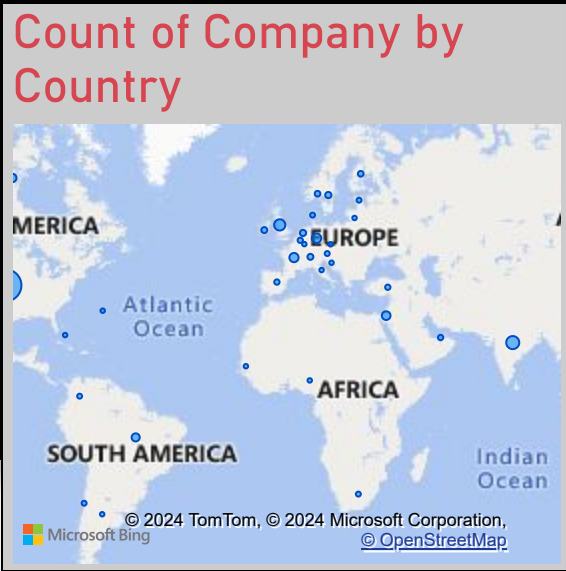 Count of Company by
Country
MERICA
EUROPE
Atlantic
Ocean
AFRICA
SOUTH AMERICA
Indian
Ocean
© 2024 TomTom, © 2024 Microsoft Corporation,
Microsoft Bing
© OpenStreetMap